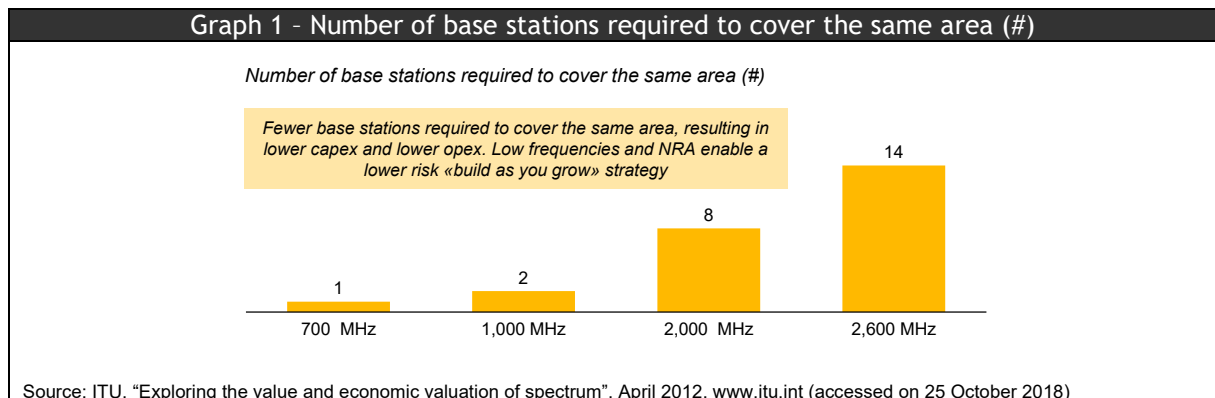 Graph 1 – Number of base stations required to cover the same area (#)
Number of base stations required to cover the same area (#)
Fewer base stations required to cover the same area, resulting in
lower capex and lower opex. Low frequencies and NRA enable a
lower risk «build as you grow» strategy
14
8
2
1
700 MHz
1,000 MHz
2,000 MHz
2,600 MHz
Source: ITU. “Exploring the value and economic valuation of spectrum”. April 2012. www.itu.int (accessed on 25 October 2018)